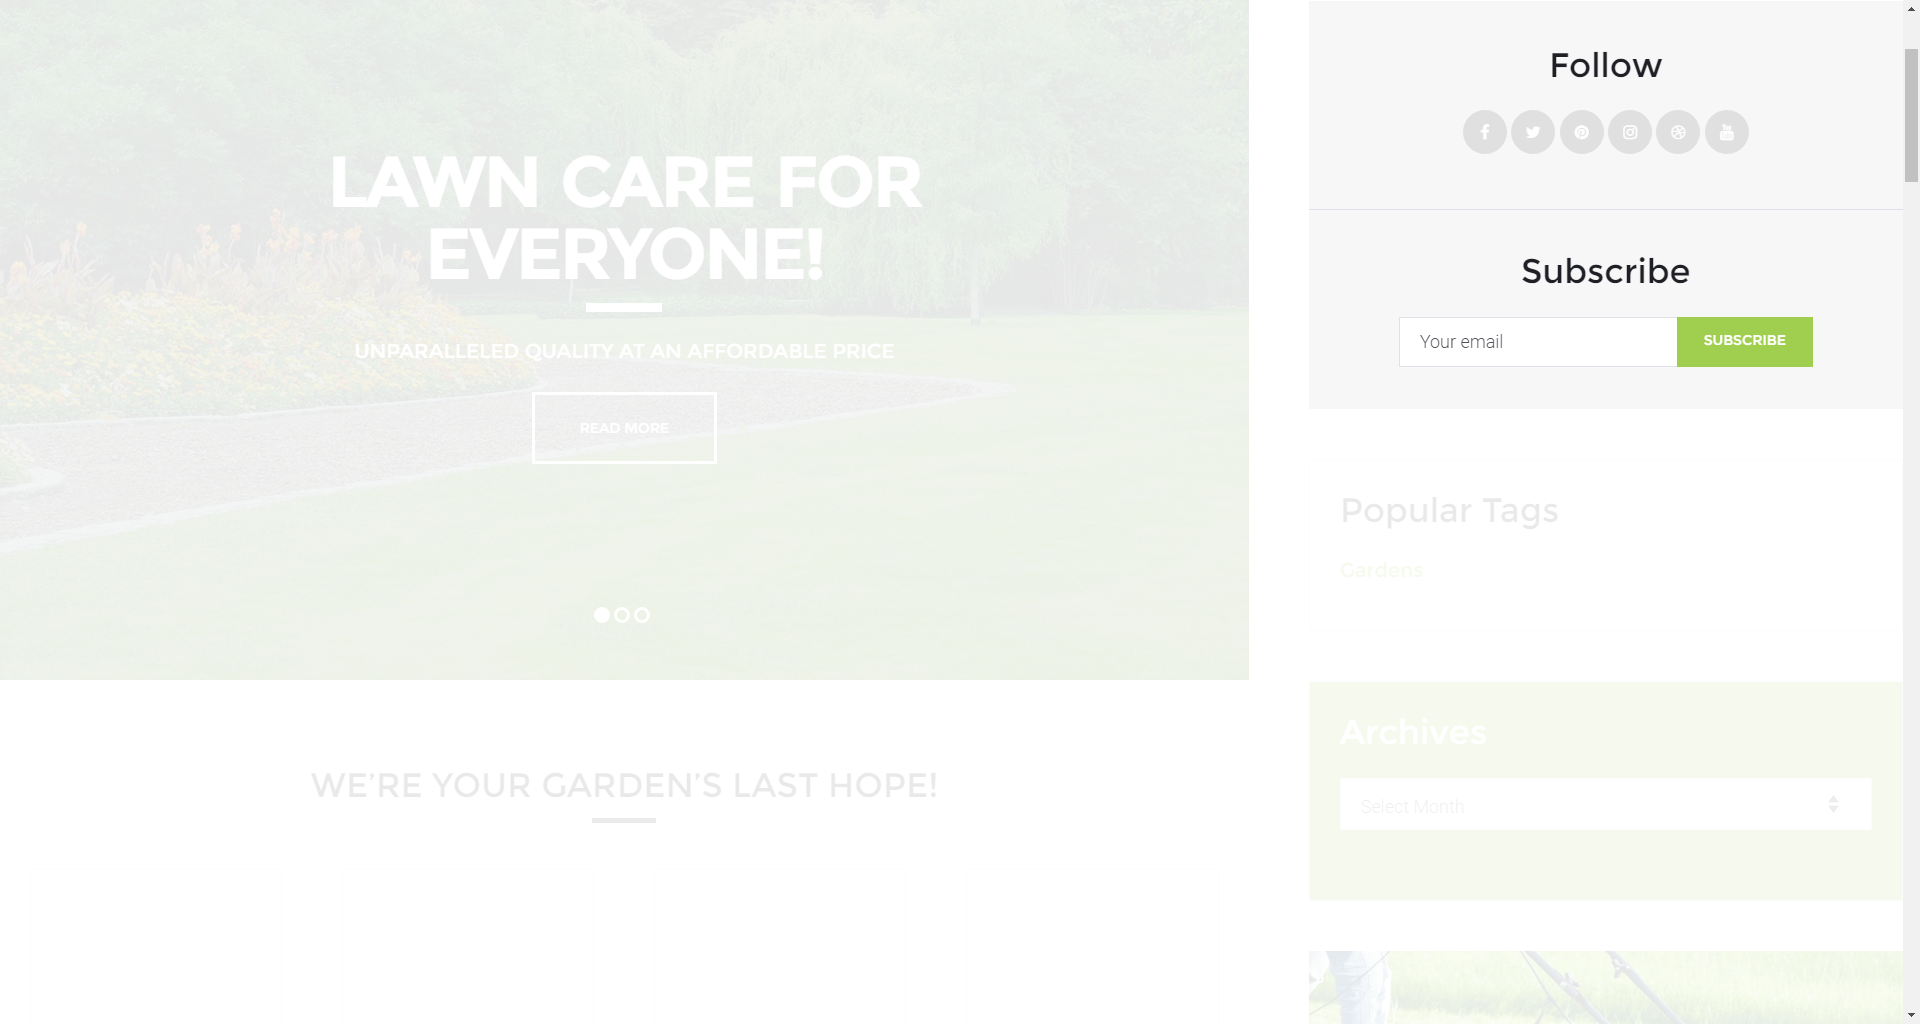 LAWN CARE FOR
EVERYONE!
UNPARALLELED QUALITY AT AN AFFORDABLE PRICE
READ MORE
WE’RE YOUR GARDEN’S LAST HOPE!
Follow
Subscribe
Your email SUBSCRIBE
Popular Tags
Gardens
Archives
Select Month